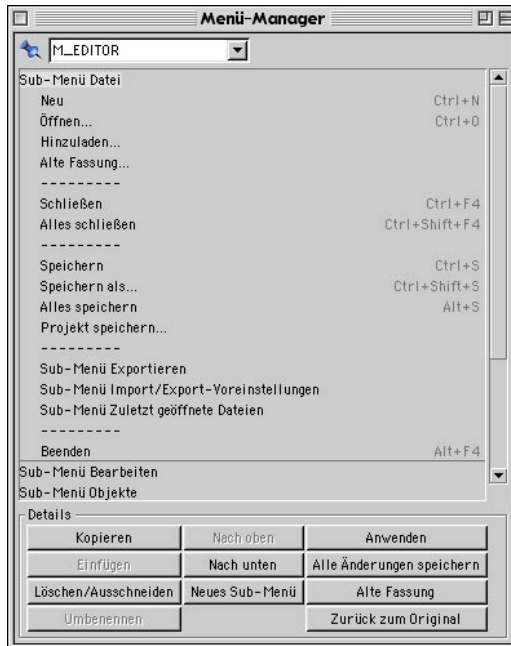 Menü-Manager
M_EDITOR
Sub-Menü Datei
Neu Ctrl+N
Öffnen... Ctrl+O
Hinzuladen...
Alte Fassung...
---------
Schließen Ctrl+F4
Alles schließen Ctrl+Shift+F4
---------
Speichern Ctrl+S
Speichern als... Ctrl+Shift+S
Alles speichern Alt+S
Projekt speichern...
---------
Sub-Menü Exportieren
Sub-Menü Import/Export-Voreinstellungen
Sub-Menü Zuletzt geöffnete Dateien
---------
Beenden Alt+F4
Sub-Menü Bearbeiten
Sub-Menü Objekte
Details
Kopieren Nach oben Anwenden
Einfügen Nach unten Alle Änderungen speichern
Löschen/Ausschneiden Neues Sub-Menü Alte Fassung
Umbenennen Zurück zum Original